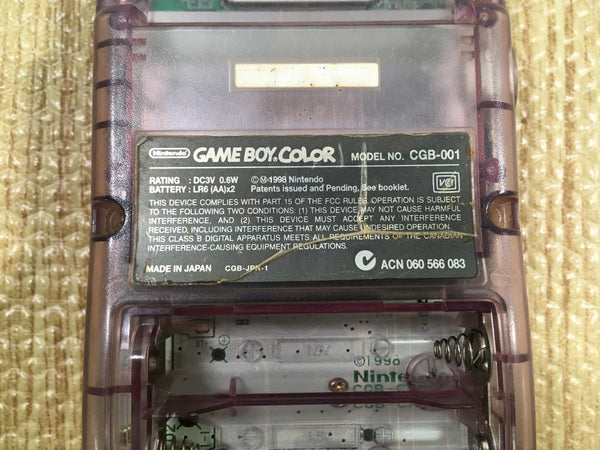 Nintendo GAME BOY COLOR MODEL NO. CGB-001
RATING : DC3V 0.6W © Ⓜ 1998 Nintendo
BATTERY : LR6 (AA)x2 Patents issued and Pending, See booklet. VCI
THIS DEVICE COMPLIES WITH PART 15 OF THE FCC RULES. OPERATION IS SUBJECT
TO THE FOLLOWING TWO CONDITIONS: (1) THIS DEVICE MAY NOT CAUSE HARMFUL
INTERFERENCE, AND (2) THIS DEVICE MUST ACCEPT ANY INTERFERENCE
RECEIVED, INCLUDING INTERFERENCE THAT MAY CAUSE UNDESIRED OPERATION.
THIS CLASS B DIGITAL APPARATUS MEETS ALL REQUIREMENTS OF THE CANADIAN
INTERFERENCE-CAUSING EQUIPMENT REGULATIONS.
MADE IN JAPAN CGB-JPN-1 ACN 060 566 083
©1998